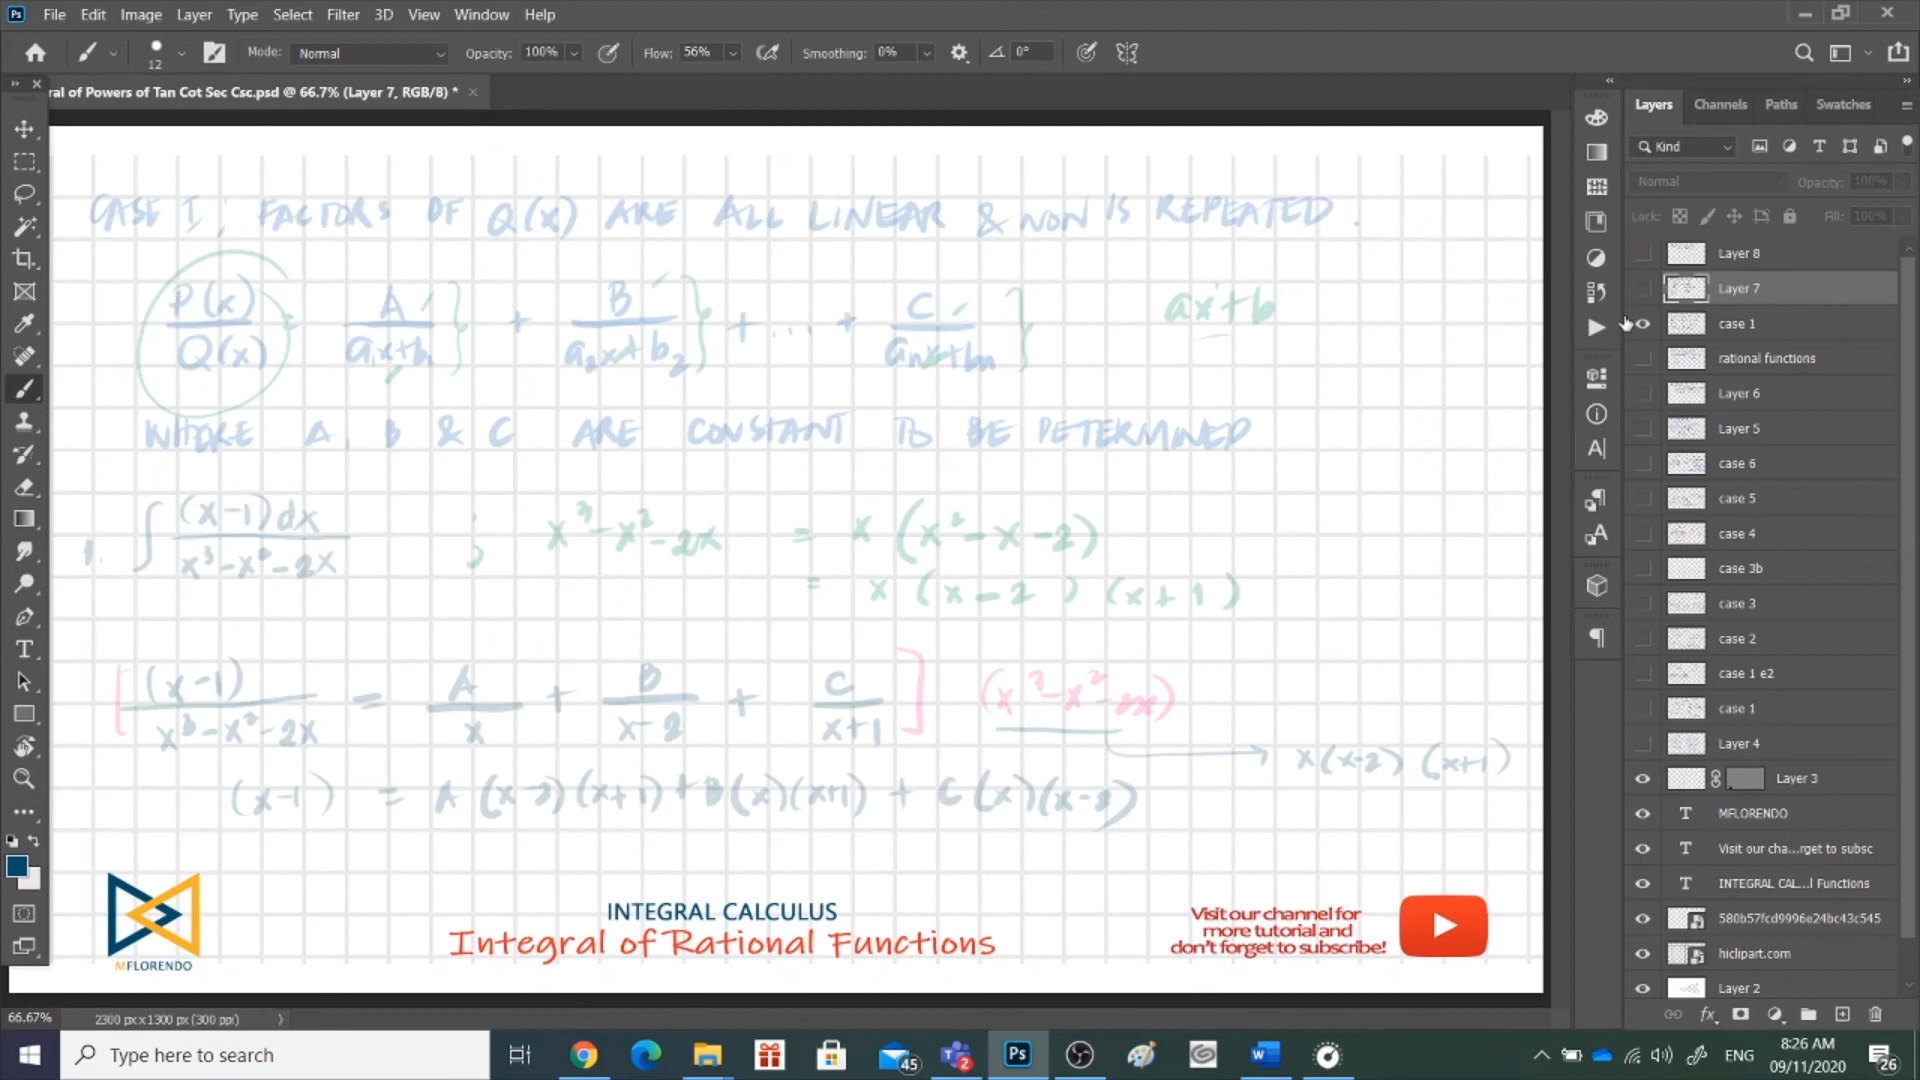 File Edit Image Layer Type Select Filter 3D View Window Help
12 Mode: Normal Opacity: 100% Flow: 56% Smoothing: 0% 0°
ral of Powers of Tan Cot Sec Csc.psd @ 66.7% (Layer 7, RGB/8) *
Layers Channels Paths Swatches
Kind
Normal Opacity: 100%
Lock: Fill: 100%
Layer 8
Layer 7
case 1
rational functions
Layer 6
Layer 5
case 6
case 5
case 4
case 3b
case 3
case 2
case 1 e2
case 1
Layer 4
Layer 3
MFLORENDO
Visit our cha...rget to subsc
INTEGRAL CAL...l Functions
580b57fcd9996e24bc43c545
hiclipart.com
Layer 2
CASE I; FACTORS OF Q(x) ARE ALL LINEAR & NON IS REPEATED.
P(x)/Q(x) = A/(a₁x+b₁) + B/(a₂x+b₂) + ... + C/(aₙx+bₙ) ax+b
WHERE A, B & C ARE CONSTANT TO BE DETERMINED
1. ∫ (x-1)dx/(x³-x²-2x) ; x³-x²-2x = x(x²-x-2)
= x(x-2)(x+1)
[(x-1)/(x³-x²-2x) = A/x + B/(x-2) + C/(x+1)] (x³-x²-2x)
x(x-2)(x+1)
(x-1) = A(x-2)(x+1) + B(x)(x+1) + C(x)(x-2)
MFLORENDO
INTEGRAL CALCULUS
Integral of Rational Functions
Visit our channel for
more tutorial and
don't forget to subscribe!
66.67% 2300 px x 1300 px (300 ppi)
Type here to search
45 2 ENG 8:26 AM
09/11/2020 26